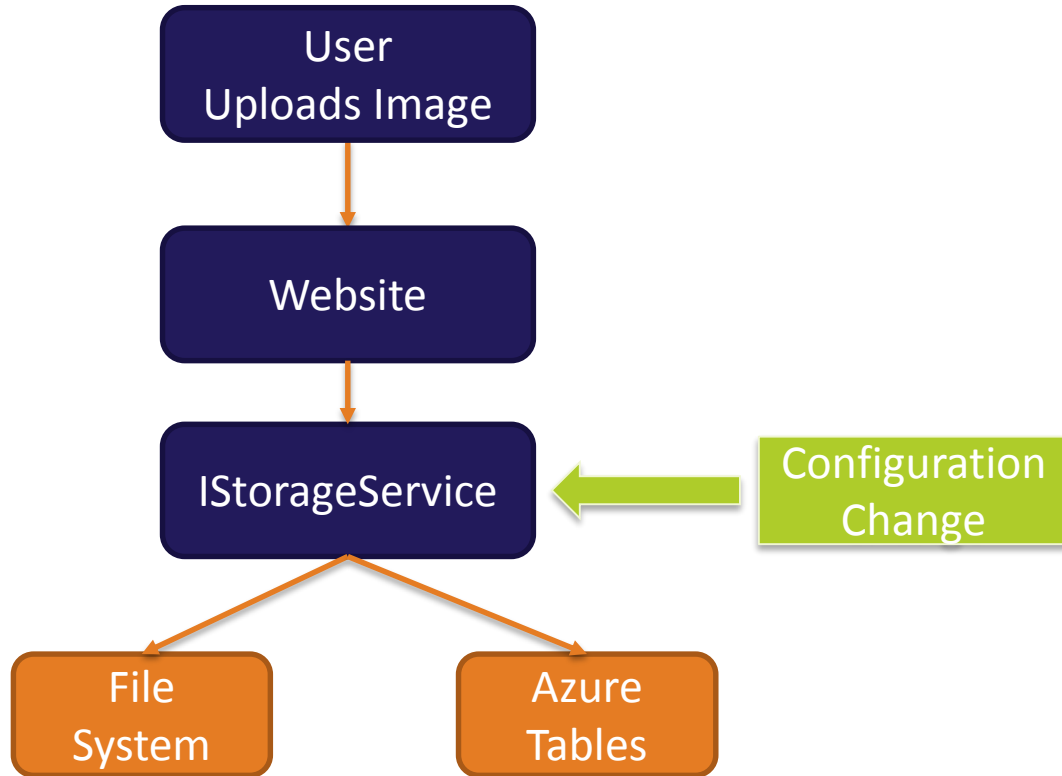 User
Uploads Image
Website
IStorageService
Configuration
Change
File
System
Azure
Tables